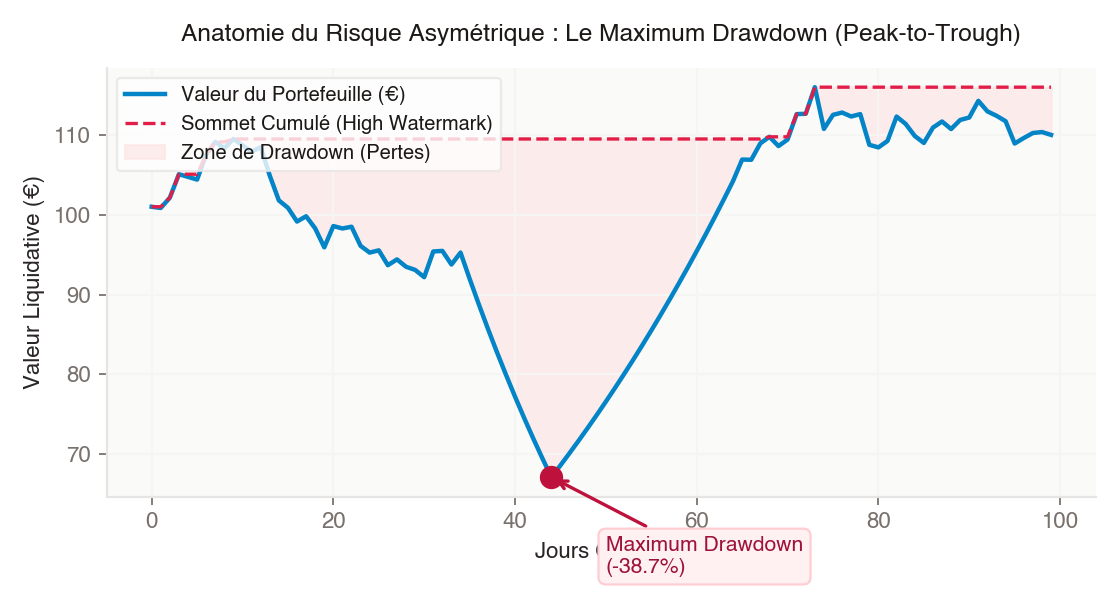 Anatomie du Risque Asymétrique : Le Maximum Drawdown (Peak-to-Trough)
Valeur du Portefeuille (€)
Sommet Cumulé (High Watermark)
Zone de Drawdown (Pertes)
Valeur Liquidative (€)
110
100
90
80
70
0
20
40
60
80
100
Jours
Maximum Drawdown
(-38.7%)